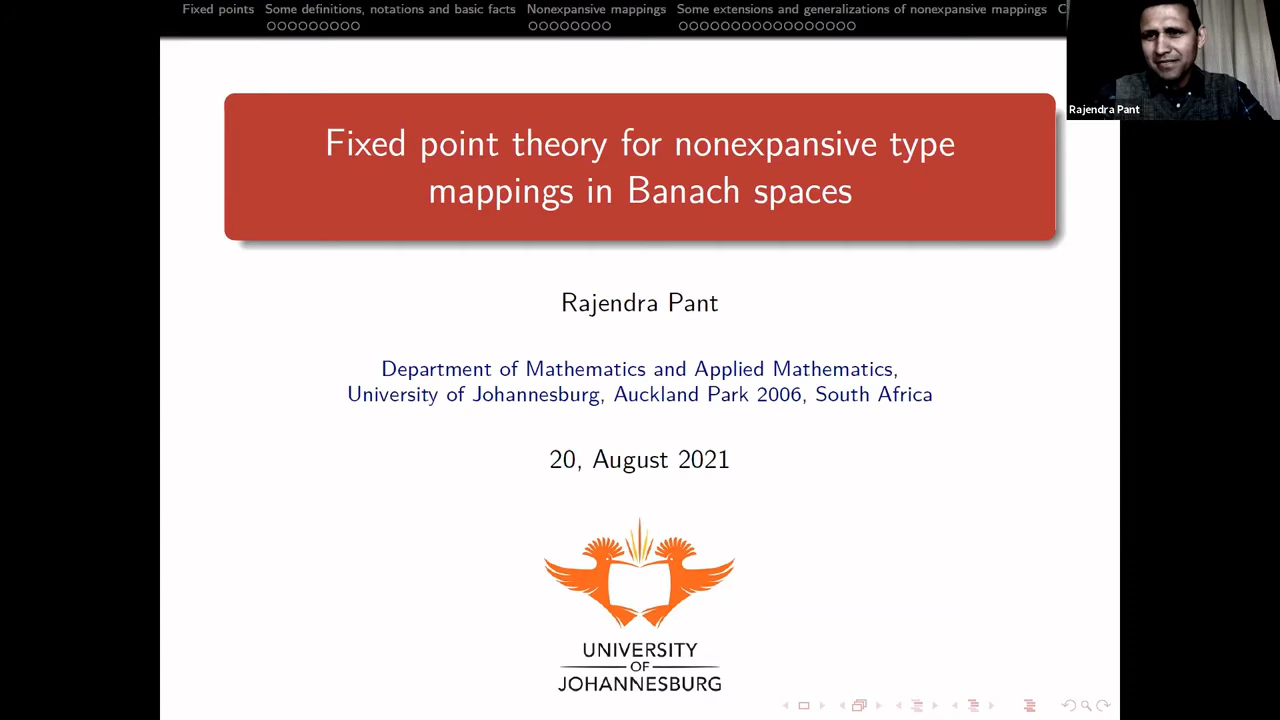 Fixed points Some definitions, notations and basic facts Nonexpansive mappings Some extensions and generalizations of nonexpansive mappings C
Rajendra Pant
Fixed point theory for nonexpansive type
mappings in Banach spaces
Rajendra Pant
Department of Mathematics and Applied Mathematics,
University of Johannesburg, Auckland Park 2006, South Africa
20, August 2021
UNIVERSITY
OF
JOHANNESBURG